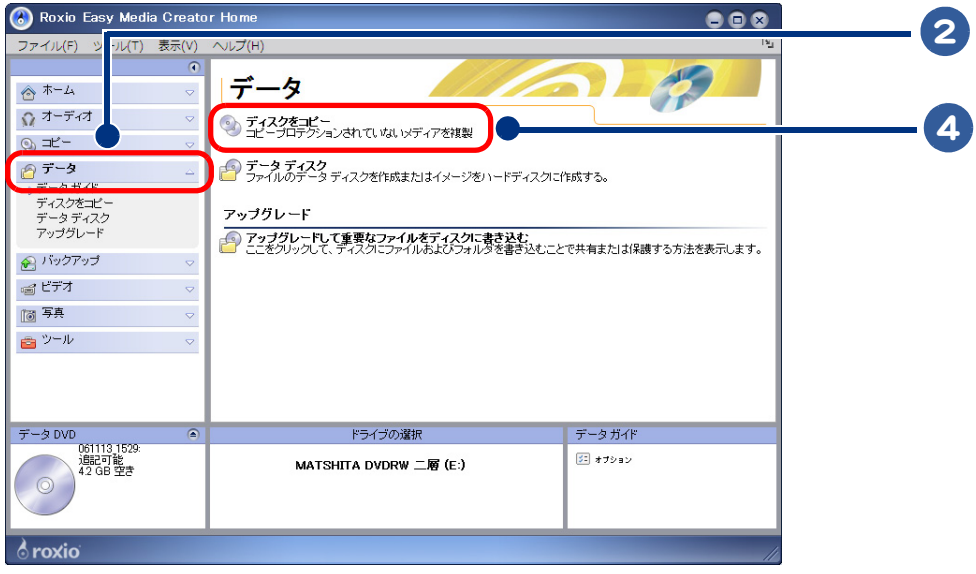 Roxio Easy Media Creator Home
ファイル(F) ツール(T) 表示(V) ヘルプ(H)
2
ホーム
オーディオ
コピー
データ
データ ガイド
ディスクをコピー
データ ディスク
アップグレード
バックアップ
ビデオ
写真
ツール
データ
ディスクをコピー
コピープロテクションされていないメディアを複製
4
データ ディスク
ファイルのデータ ディスクを作成またはイメージをハードディスクに作成する。
アップグレード
アップグレードして重要なファイルをディスクに書き込む
ここをクリックして、ディスクにファイルおよびフォルダを書き込むことで共有または保護する方法を表示します。
データ DVD
061113_1529:
追記可能
4.2 GB 空き
ドライブの選択
MATSHITA DVDRW 二層 (E:)
データ ガイド
オプション
roxio